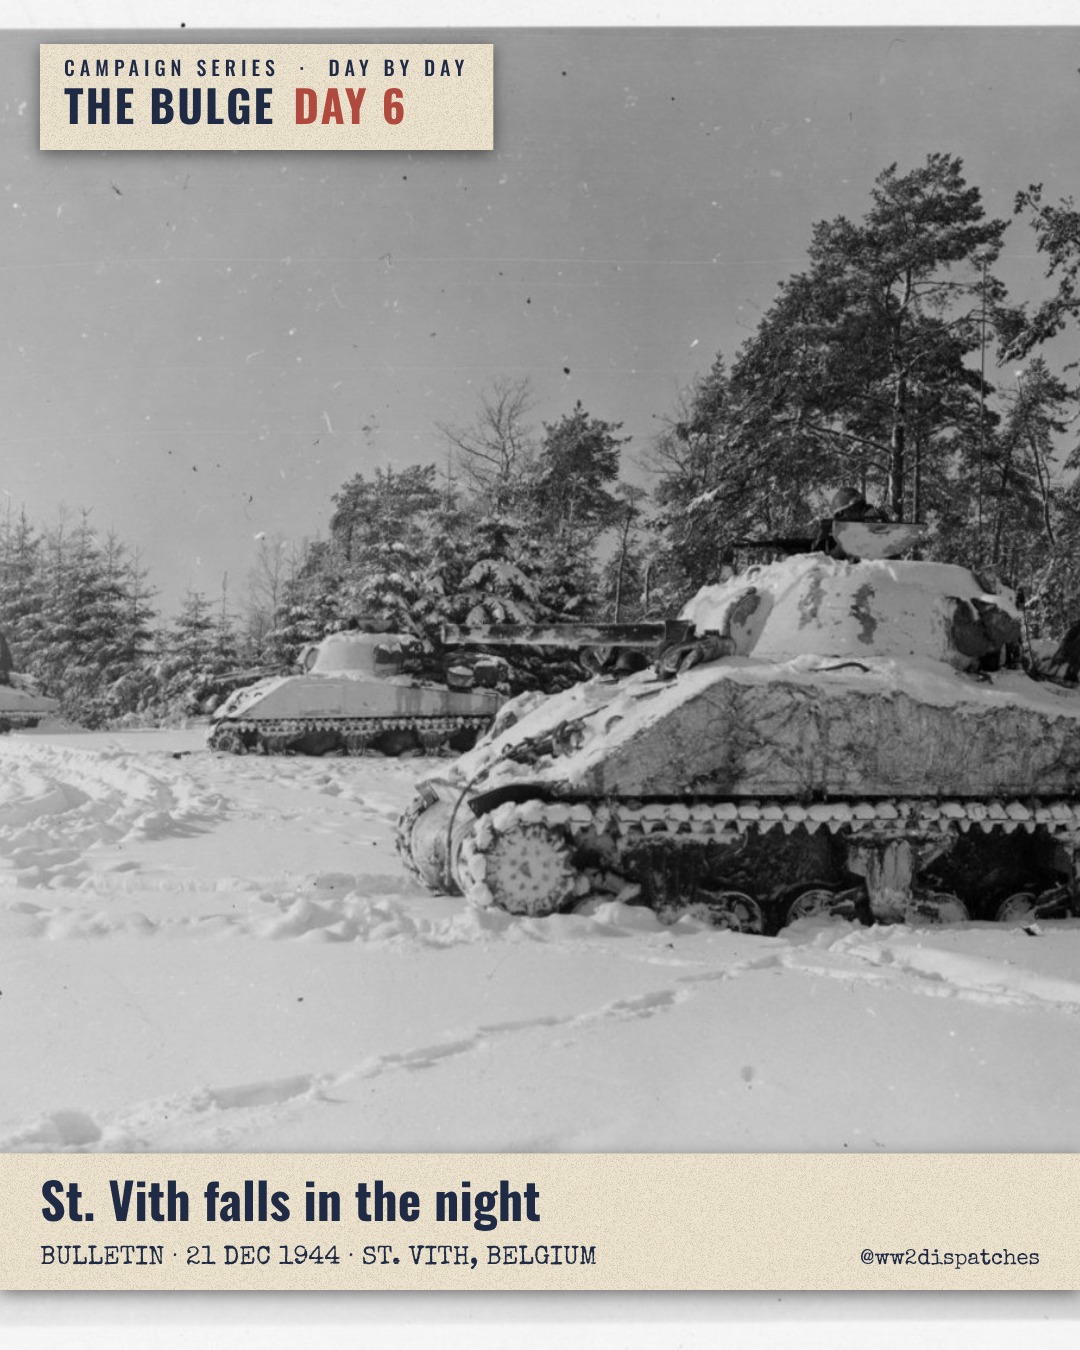 CAMPAIGN SERIES · DAY BY DAY
THE BULGE DAY 6
St. Vith falls in the night
BULLETIN · 21 DEC 1944 · ST. VITH, BELGIUM
@ww2dispatches